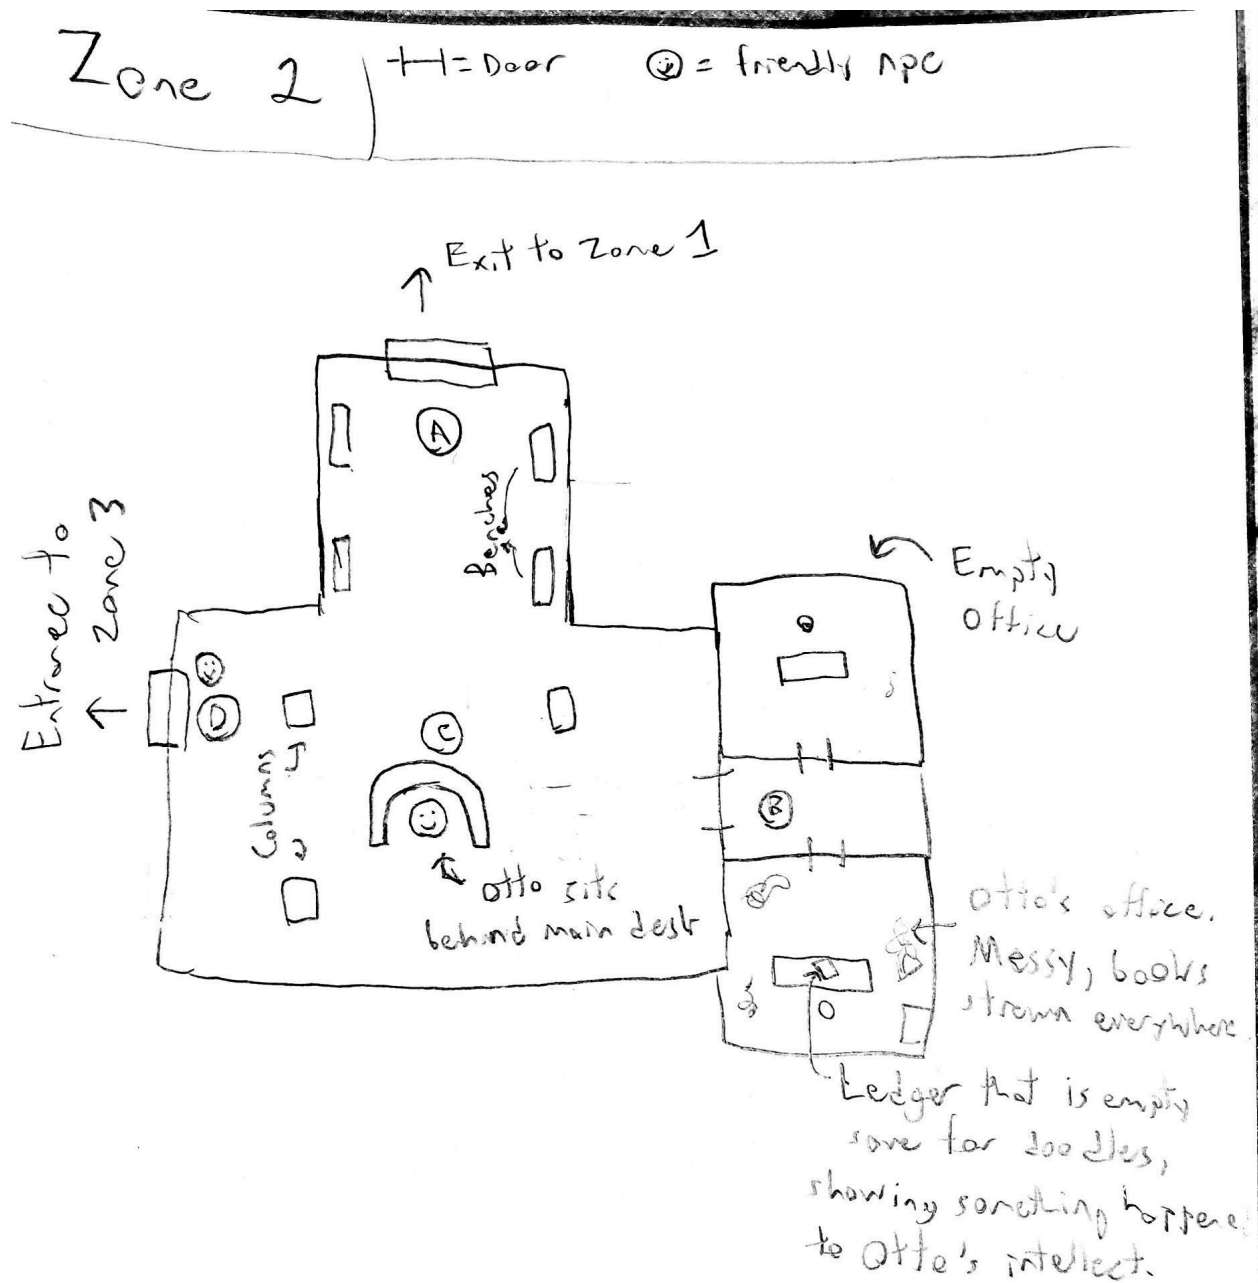 Zone 2
= Door
= friendly npc
Exit to Zone 1
A
Benches
Entrance to
Zone 3
Empty
Office
D
C
Columns
B
Otto sits
behind main desk
Otto's office.
Messy, books
strewn everywhere
Ledger that is empty
save for doodles,
showing something happene
to Otto's intellect.